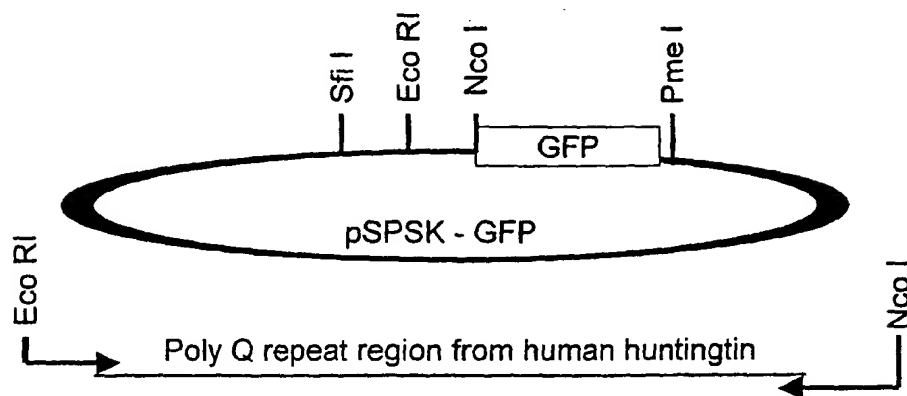 Sfi I
Eco RI
Nco I
Pme I
GFP
pSPSK - GFP
Eco RI
Nco I
Poly Q repeat region from human huntingtin